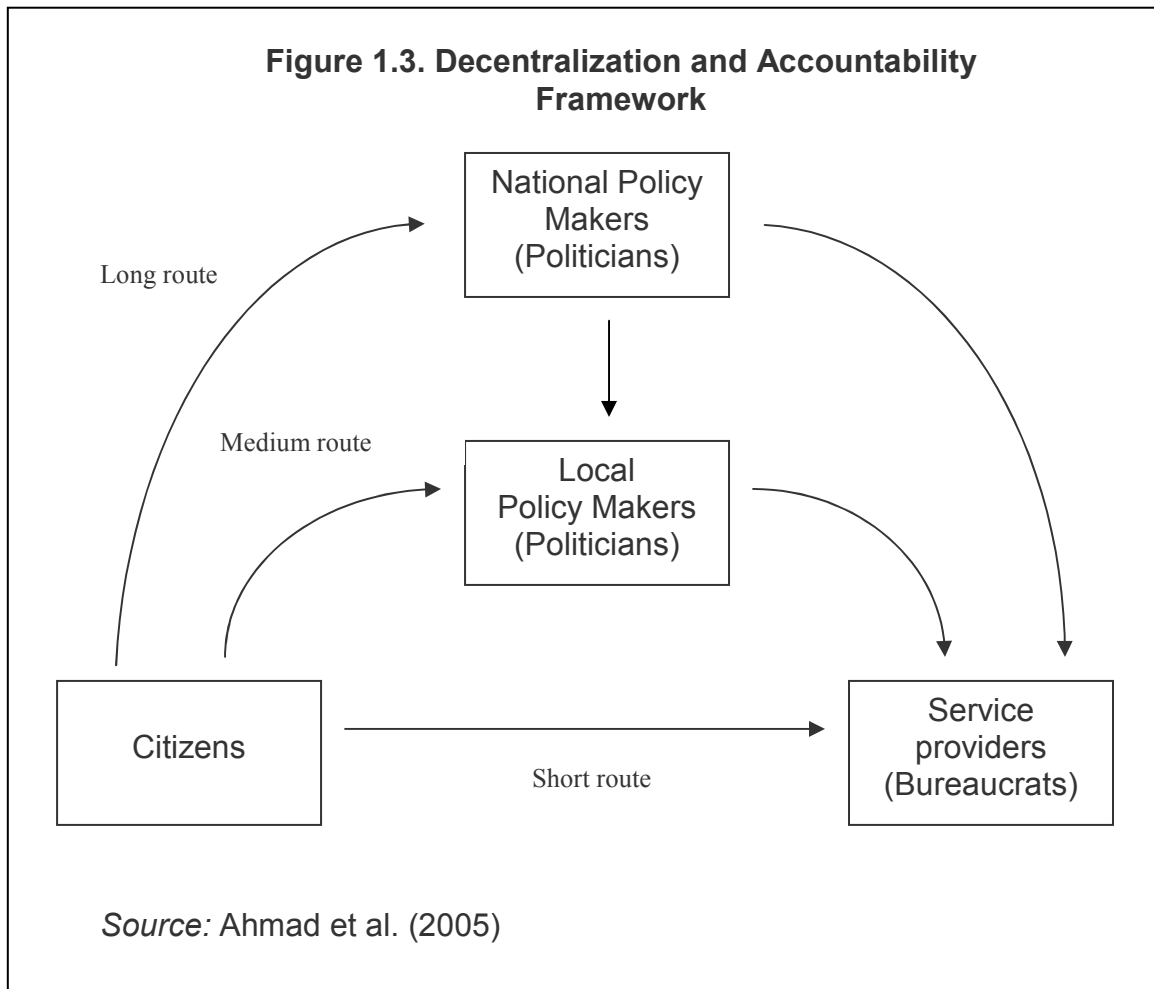 Figure 1.3. Decentralization and Accountability
Framework
National Policy
Makers
(Politicians)
Long route
Medium route
Local
Policy Makers
(Politicians)
Citizens
Short route
Service
providers
(Bureaucrats)
Source: Ahmad et al. (2005)